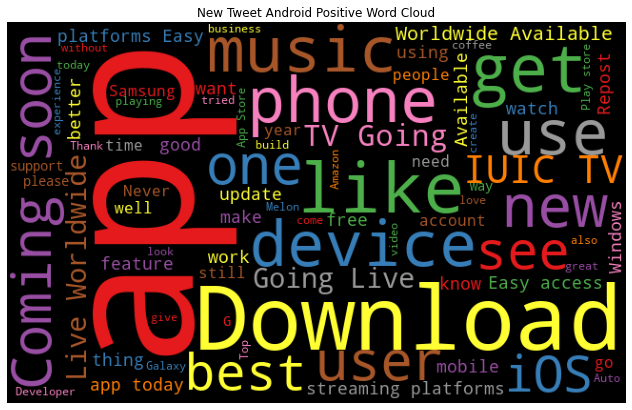 New Tweet Android Positive Word Cloud
platforms Easy
business
Worldwide Available
without
music
using
coffee
get
Play store
Repost
today
better
Samsung
want
phone
people
Available
watch
experience
playing
tried
App Store
Coming soon
app
Thank
time
good
year
TV Going
build
create
use
support
please
Live Worldwide
Never
well
one
Amazon
need
IUIC TV
update
like
way
love
new
make
Melon
come
free
account
Windows
look
feature
work
device
video
see
also
great
still
Going Live
know
Easy access
give
G
Download
thing
Galaxy
Top
best
user
mobile
iOS
go
Auto
Developer
app today
streaming platforms